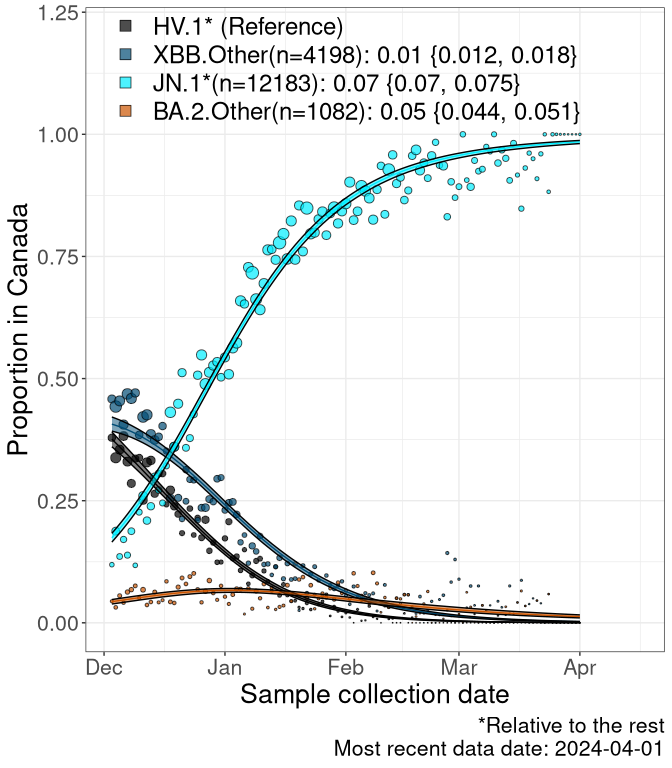 1.25
HV.1* (Reference)
XBB.Other(n=4198): 0.01 {0.012, 0.018}
JN.1*(n=12183): 0.07 {0.07, 0.075}
BA.2.Other(n=1082): 0.05 {0.044, 0.051}
1.00
0.75
0.50
0.25
0.00
Proportion in Canada
Dec Jan Feb Mar Apr
Sample collection date
*Relative to the rest
Most recent data date: 2024-04-01